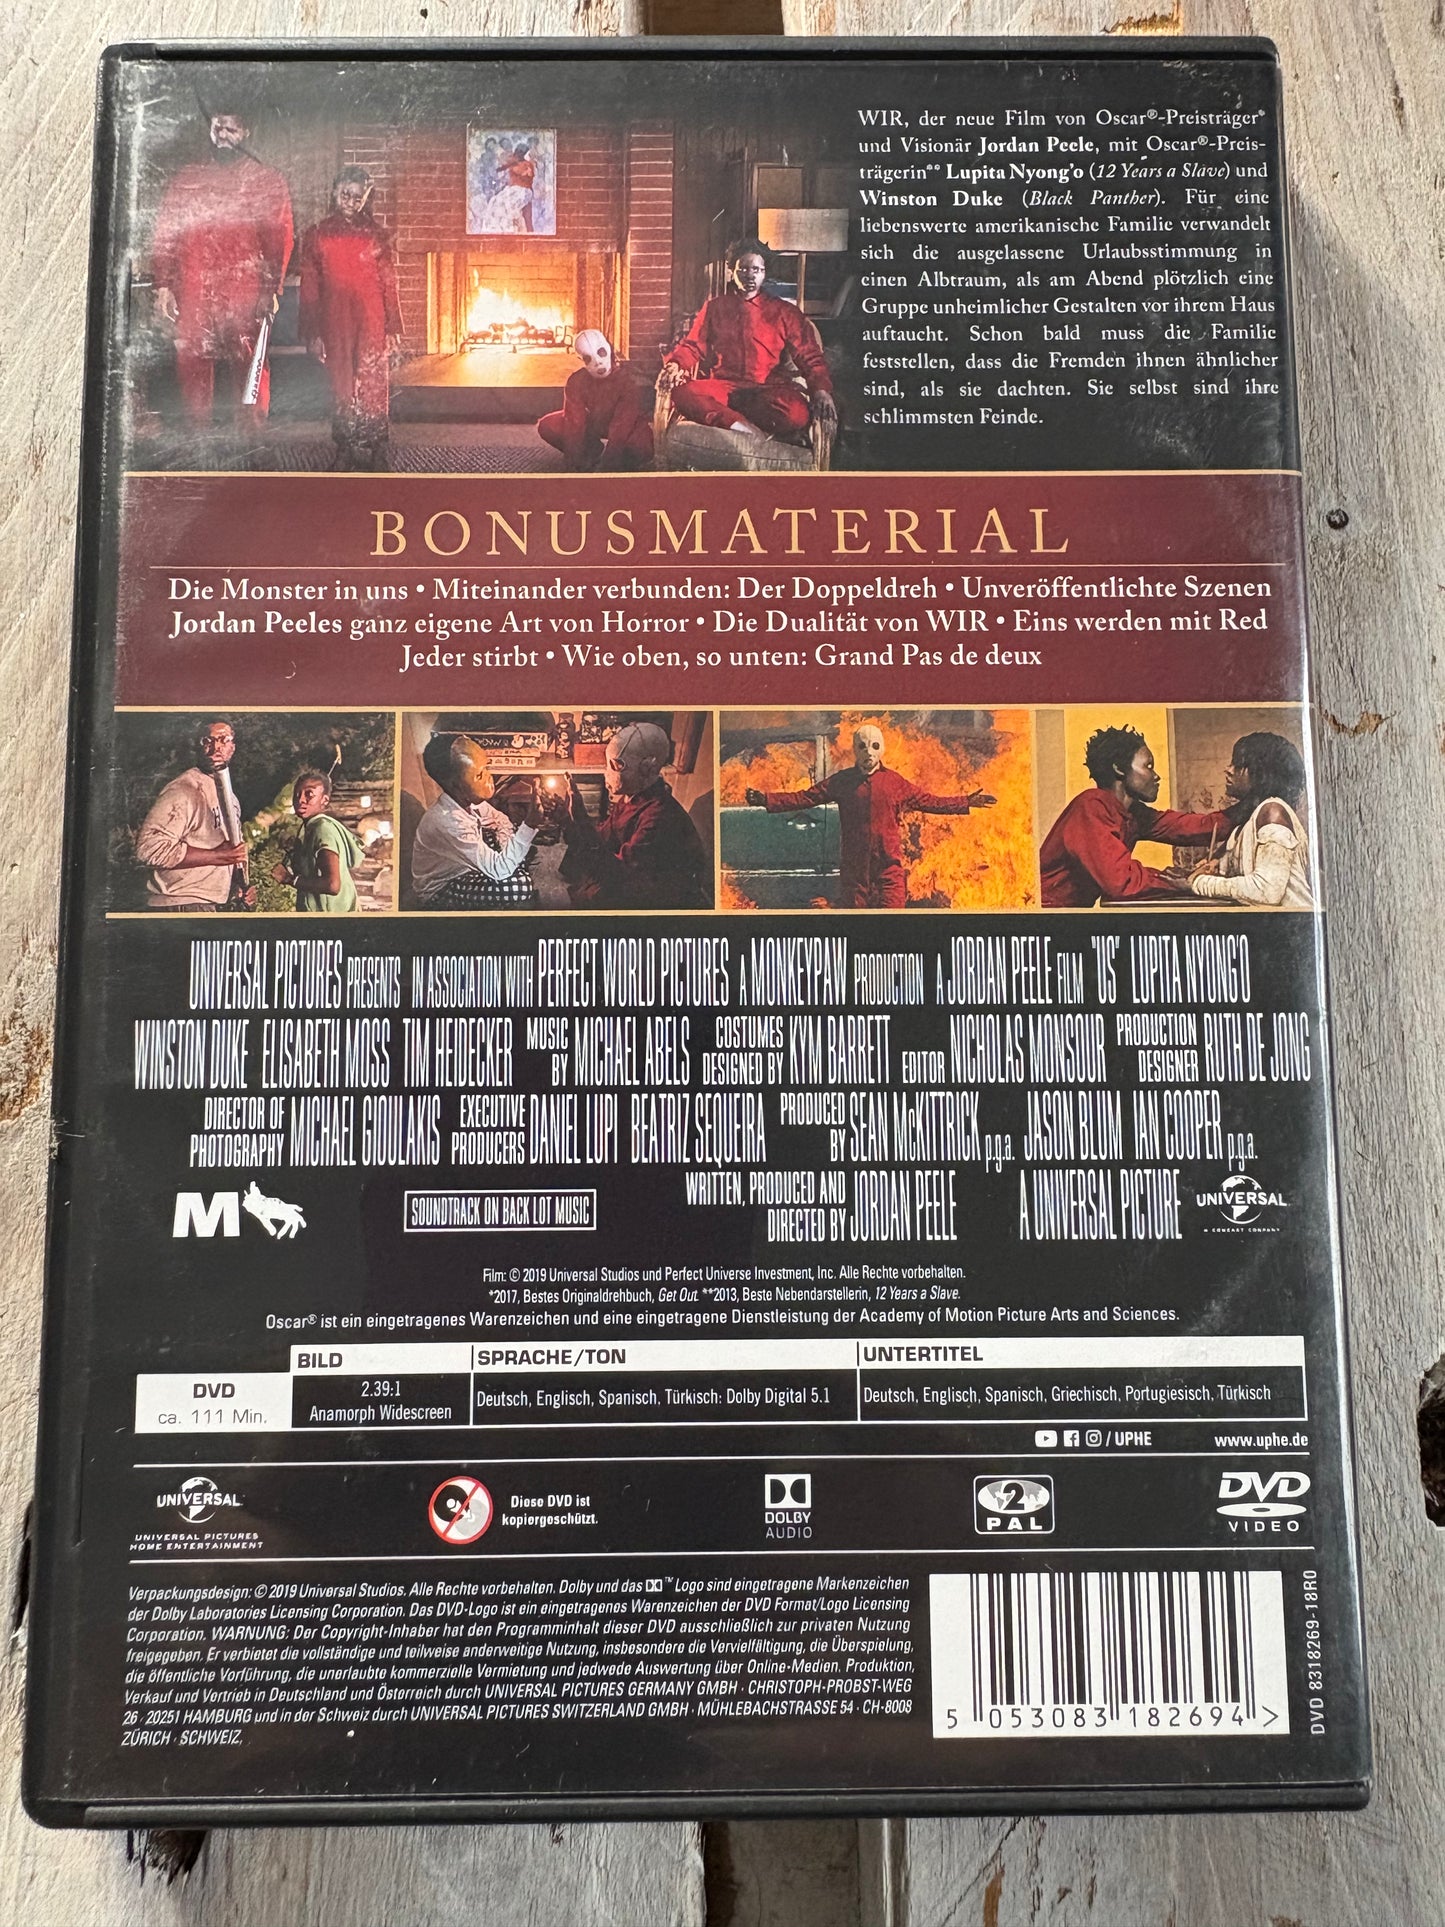 WIR, der neue Film von Oscar®-Preisträger*
und Visionär Jordan Peele, mit Oscar®-Preis-
trägerin** Lupita Nyong'o (12 Years a Slave) und
Winston Duke (Black Panther). Für eine
liebenswerte amerikanische Familie verwandelt
sich die ausgelassene Urlaubsstimmung in
einen Albtraum, als am Abend plötzlich eine
Gruppe unheimlicher Gestalten vor ihrem Haus
auftaucht. Schon bald muss die Familie
feststellen, dass die Fremden ihnen ähnlicher
sind, als sie dachten. Sie selbst sind ihre
schlimmsten Feinde.
BONUSMATERIAL
Die Monster in uns • Miteinander verbunden: Der Doppeldreh • Unveröffentlichte Szenen
Jordan Peeles ganz eigene Art von Horror • Die Dualität von WIR • Eins werden mit Red
Jeder stirbt • Wie oben, so unten: Grand Pas de deux
UNIVERSAL PICTURES PRESENTS IN ASSOCIATION WITH PERFECT WORLD PICTURES A MONKEYPAW PRODUCTION A JORDAN PEELE FILM "US" LUPITA NYONG'O
WINSTON DUKE ELISABETH MOSS TIM HEIDECKER MUSIC BY MICHAEL ABELS COSTUMES DESIGNED BY KYM BARRETT EDITOR NICHOLAS MONSOUR PRODUCTION DESIGNER RUTH DE JONG
DIRECTOR OF PHOTOGRAPHY MICHAEL GIOULAKIS EXECUTIVE PRODUCERS DANIEL LUPI BEATRIZ SEQUEIRA PRODUCED BY SEAN McKITTRICK p.g.a. JASON BLUM IAN COOPER p.g.a.
M SOUNDTRACK ON BACK LOT MUSIC WRITTEN, PRODUCED AND DIRECTED BY JORDAN PEELE A UNIVERSAL PICTURE UNIVERSAL
A COMCAST COMPANY
Film: © 2019 Universal Studios und Perfect Universe Investment, Inc. Alle Rechte vorbehalten.
*2017, Bestes Originaldrehbuch, Get Out. **2013, Beste Nebendarstellerin, 12 Years a Slave.
Oscar® ist ein eingetragenes Warenzeichen und eine eingetragene Dienstleistung der Academy of Motion Picture Arts and Sciences.
BILD SPRACHE/TON UNTERTITEL
DVD
ca. 111 Min.
2.39:1
Anamorph Widescreen
Deutsch, Englisch, Spanisch, Türkisch: Dolby Digital 5.1
Deutsch, Englisch, Spanisch, Griechisch, Portugiesisch, Türkisch
/ UPHE www.uphe.de
UNIVERSAL
UNIVERSAL PICTURES
HOME ENTERTAINMENT
Diese DVD ist
kopiergeschützt.
DOLBY
AUDIO
2
PAL
DVD
VIDEO
Verpackungsdesign: © 2019 Universal Studios. Alle Rechte vorbehalten. Dolby und das ™ Logo sind eingetragene Markenzeichen
der Dolby Laboratories Licensing Corporation. Das DVD-Logo ist ein eingetragenes Warenzeichen der DVD Format/Logo Licensing
Corporation. WARNUNG: Der Copyright-Inhaber hat den Programminhalt dieser DVD ausschließlich zur privaten Nutzung
freigegeben. Er verbietet die vollständige und teilweise anderweitige Nutzung, insbesondere die Vervielfältigung, die Überspielung,
die öffentliche Vorführung, die unerlaubte kommerzielle Vermietung und jedwede Auswertung über Online-Medien. Produktion,
Verkauf und Vertrieb in Deutschland und Österreich durch UNIVERSAL PICTURES GERMANY GMBH · CHRISTOPH-PROBST-WEG
26 · 20251 HAMBURG und in der Schweiz durch UNIVERSAL PICTURES SWITZERLAND GMBH · MÜHLEBACHSTRASSE 54 · CH-8008
ZÜRICH · SCHWEIZ.
5 053083 182694 >
DVD 8318269-18R0